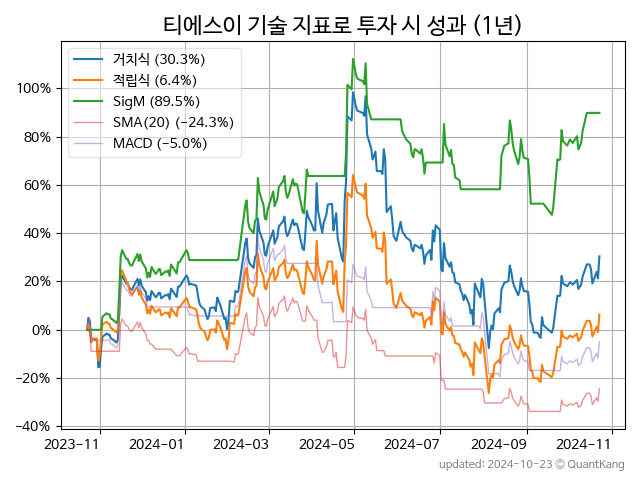 티에스이 기술 지표로 투자 시 성과 (1년)
거치식 (30.3%)
적립식 (6.4%)
SigM (89.5%)
SMA(20) (−24.3%)
MACD (−5.0%)
100%
80%
60%
40%
20%
0%
−20%
−40%
2023-11 2024-01 2024-03 2024-05 2024-07 2024-09 2024-11
updated: 2024-10-23 © QuantKang